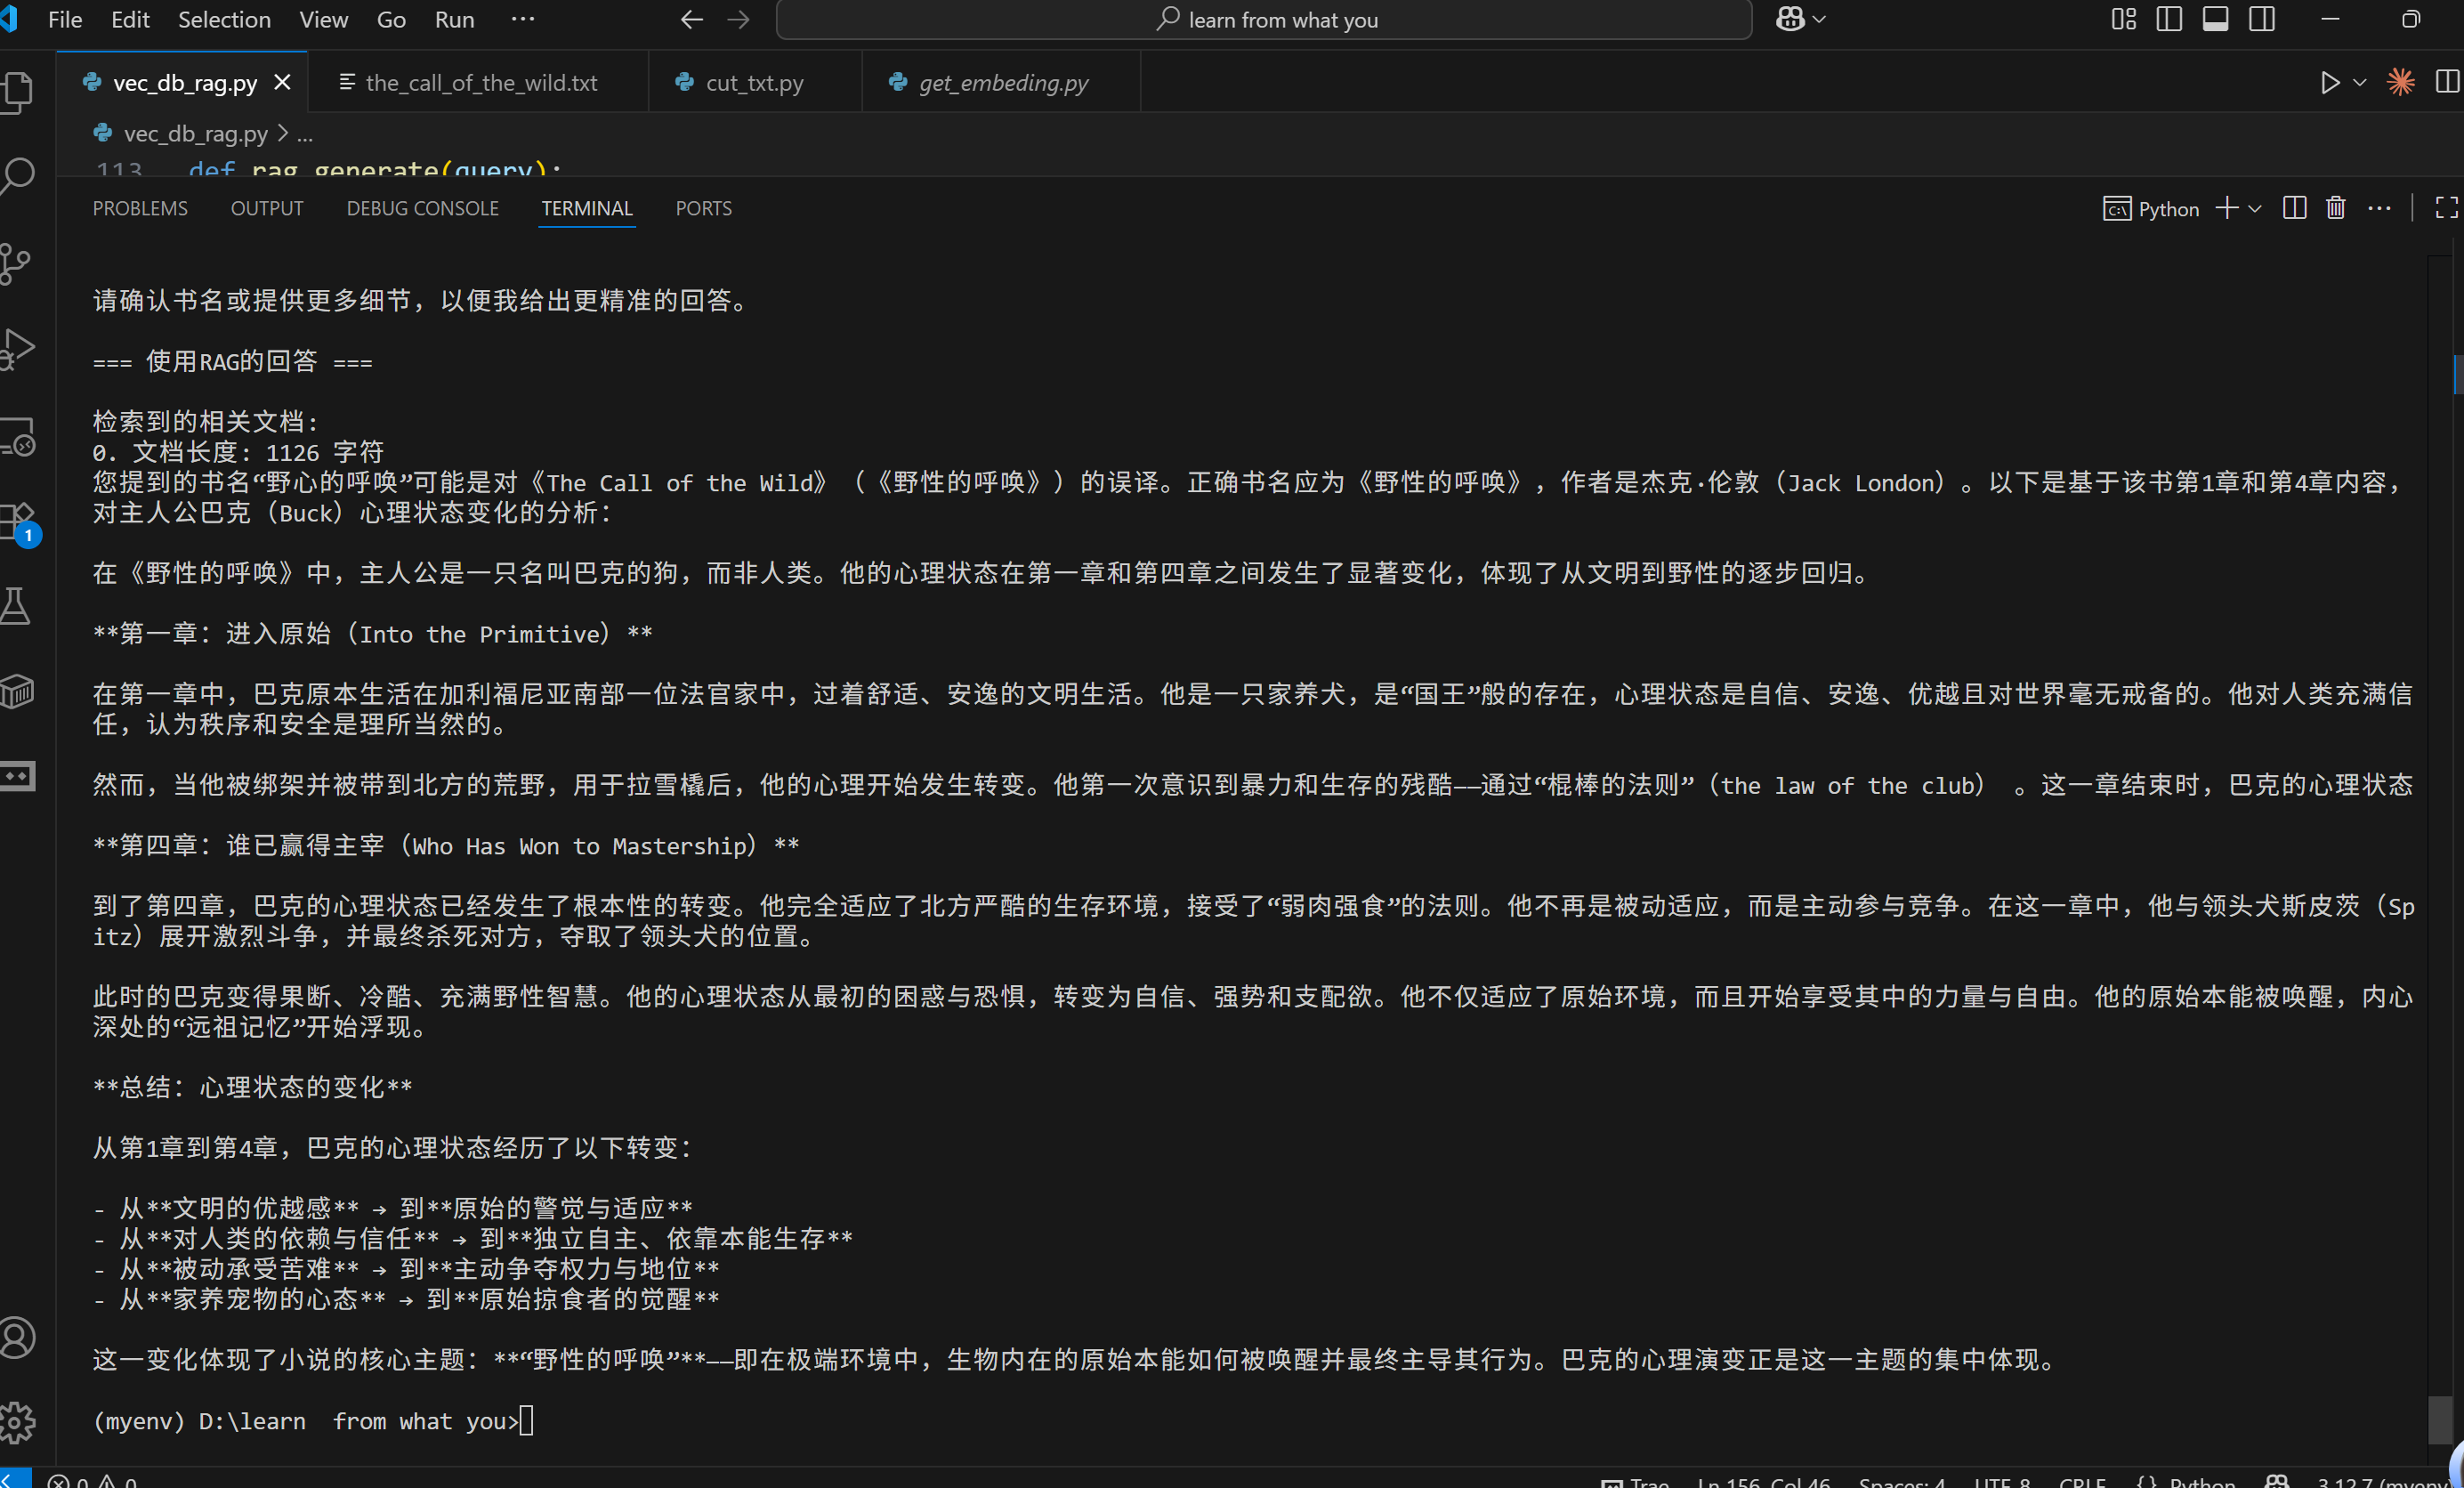 File Edit Selection View Go Run ···
learn from what you
vec_db_rag.py
the_call_of_the_wild.txt
cut_txt.py
get_embeding.py
vec_db_rag.py > ...
113 def rag_generate(query):
PROBLEMS OUTPUT DEBUG CONSOLE TERMINAL PORTS
Python
请确认书名或提供更多细节，以便我给出更精准的回答。
=== 使用RAG的回答 ===
检索到的相关文档：
0. 文档长度: 1126 字符
您提到的书名“野心的呼唤”可能是对《The Call of the Wild》（《野性的呼唤》）的误译。正确书名应为《野性的呼唤》，作者是杰克·伦敦（Jack London）。以下是基于该书第1章和第4章内容，
对主人公巴克（Buck）心理状态变化的分析：
在《野性的呼唤》中，主人公是一只名叫巴克的狗，而非人类。他的心理状态在第一章和第四章之间发生了显著变化，体现了从文明到野性的逐步回归。
**第一章：进入原始（Into the Primitive）**
在第一章中，巴克原本生活在加利福尼亚南部一位法官家中，过着舒适、安逸的文明生活。他是一只家养犬，是“国王”般的存在，心理状态是自信、安逸、优越且对世界毫无戒备的。他对人类充满信
任，认为秩序和安全是理所当然的。
然而，当他被绑架并被带到北方的荒野，用于拉雪橇后，他的心理开始发生转变。他第一次意识到暴力和生存的残酷——通过“棍棒的法则”（the law of the club） 。这一章结束时，巴克的心理状态
**第四章：谁已赢得主宰（Who Has Won to Mastership）**
到了第四章，巴克的心理状态已经发生了根本性的转变。他完全适应了北方严酷的生存环境，接受了“弱肉强食”的法则。他不再是被动适应，而是主动参与竞争。在这一章中，他与领头犬斯皮茨（Sp
itz）展开激烈斗争，并最终杀死对方，夺取了领头犬的位置。
此时的巴克变得果断、冷酷、充满野性智慧。他的心理状态从最初的困惑与恐惧，转变为自信、强势和支配欲。他不仅适应了原始环境，而且开始享受其中的力量与自由。他的原始本能被唤醒，内心
深处的“远祖记忆”开始浮现。
**总结：心理状态的变化**
从第1章到第4章，巴克的心理状态经历了以下转变：
- 从**文明的优越感** → 到**原始的警觉与适应**
- 从**对人类的依赖与信任** → 到**独立自主、依靠本能生存**
- 从**被动承受苦难** → 到**主动争夺权力与地位**
- 从**家养宠物的心态** → 到**原始掠食者的觉醒**
这一变化体现了小说的核心主题：**“野性的呼唤”**——即在极端环境中，生物内在的原始本能如何被唤醒并最终主导其行为。巴克的心理演变正是这一主题的集中体现。
(myenv) D:\learn  from what you>
1
0 0 Trae Ln 156, Col 46 Spaces: 4 UTF-8 CRLF {} Python 3.12.7 (myenv)